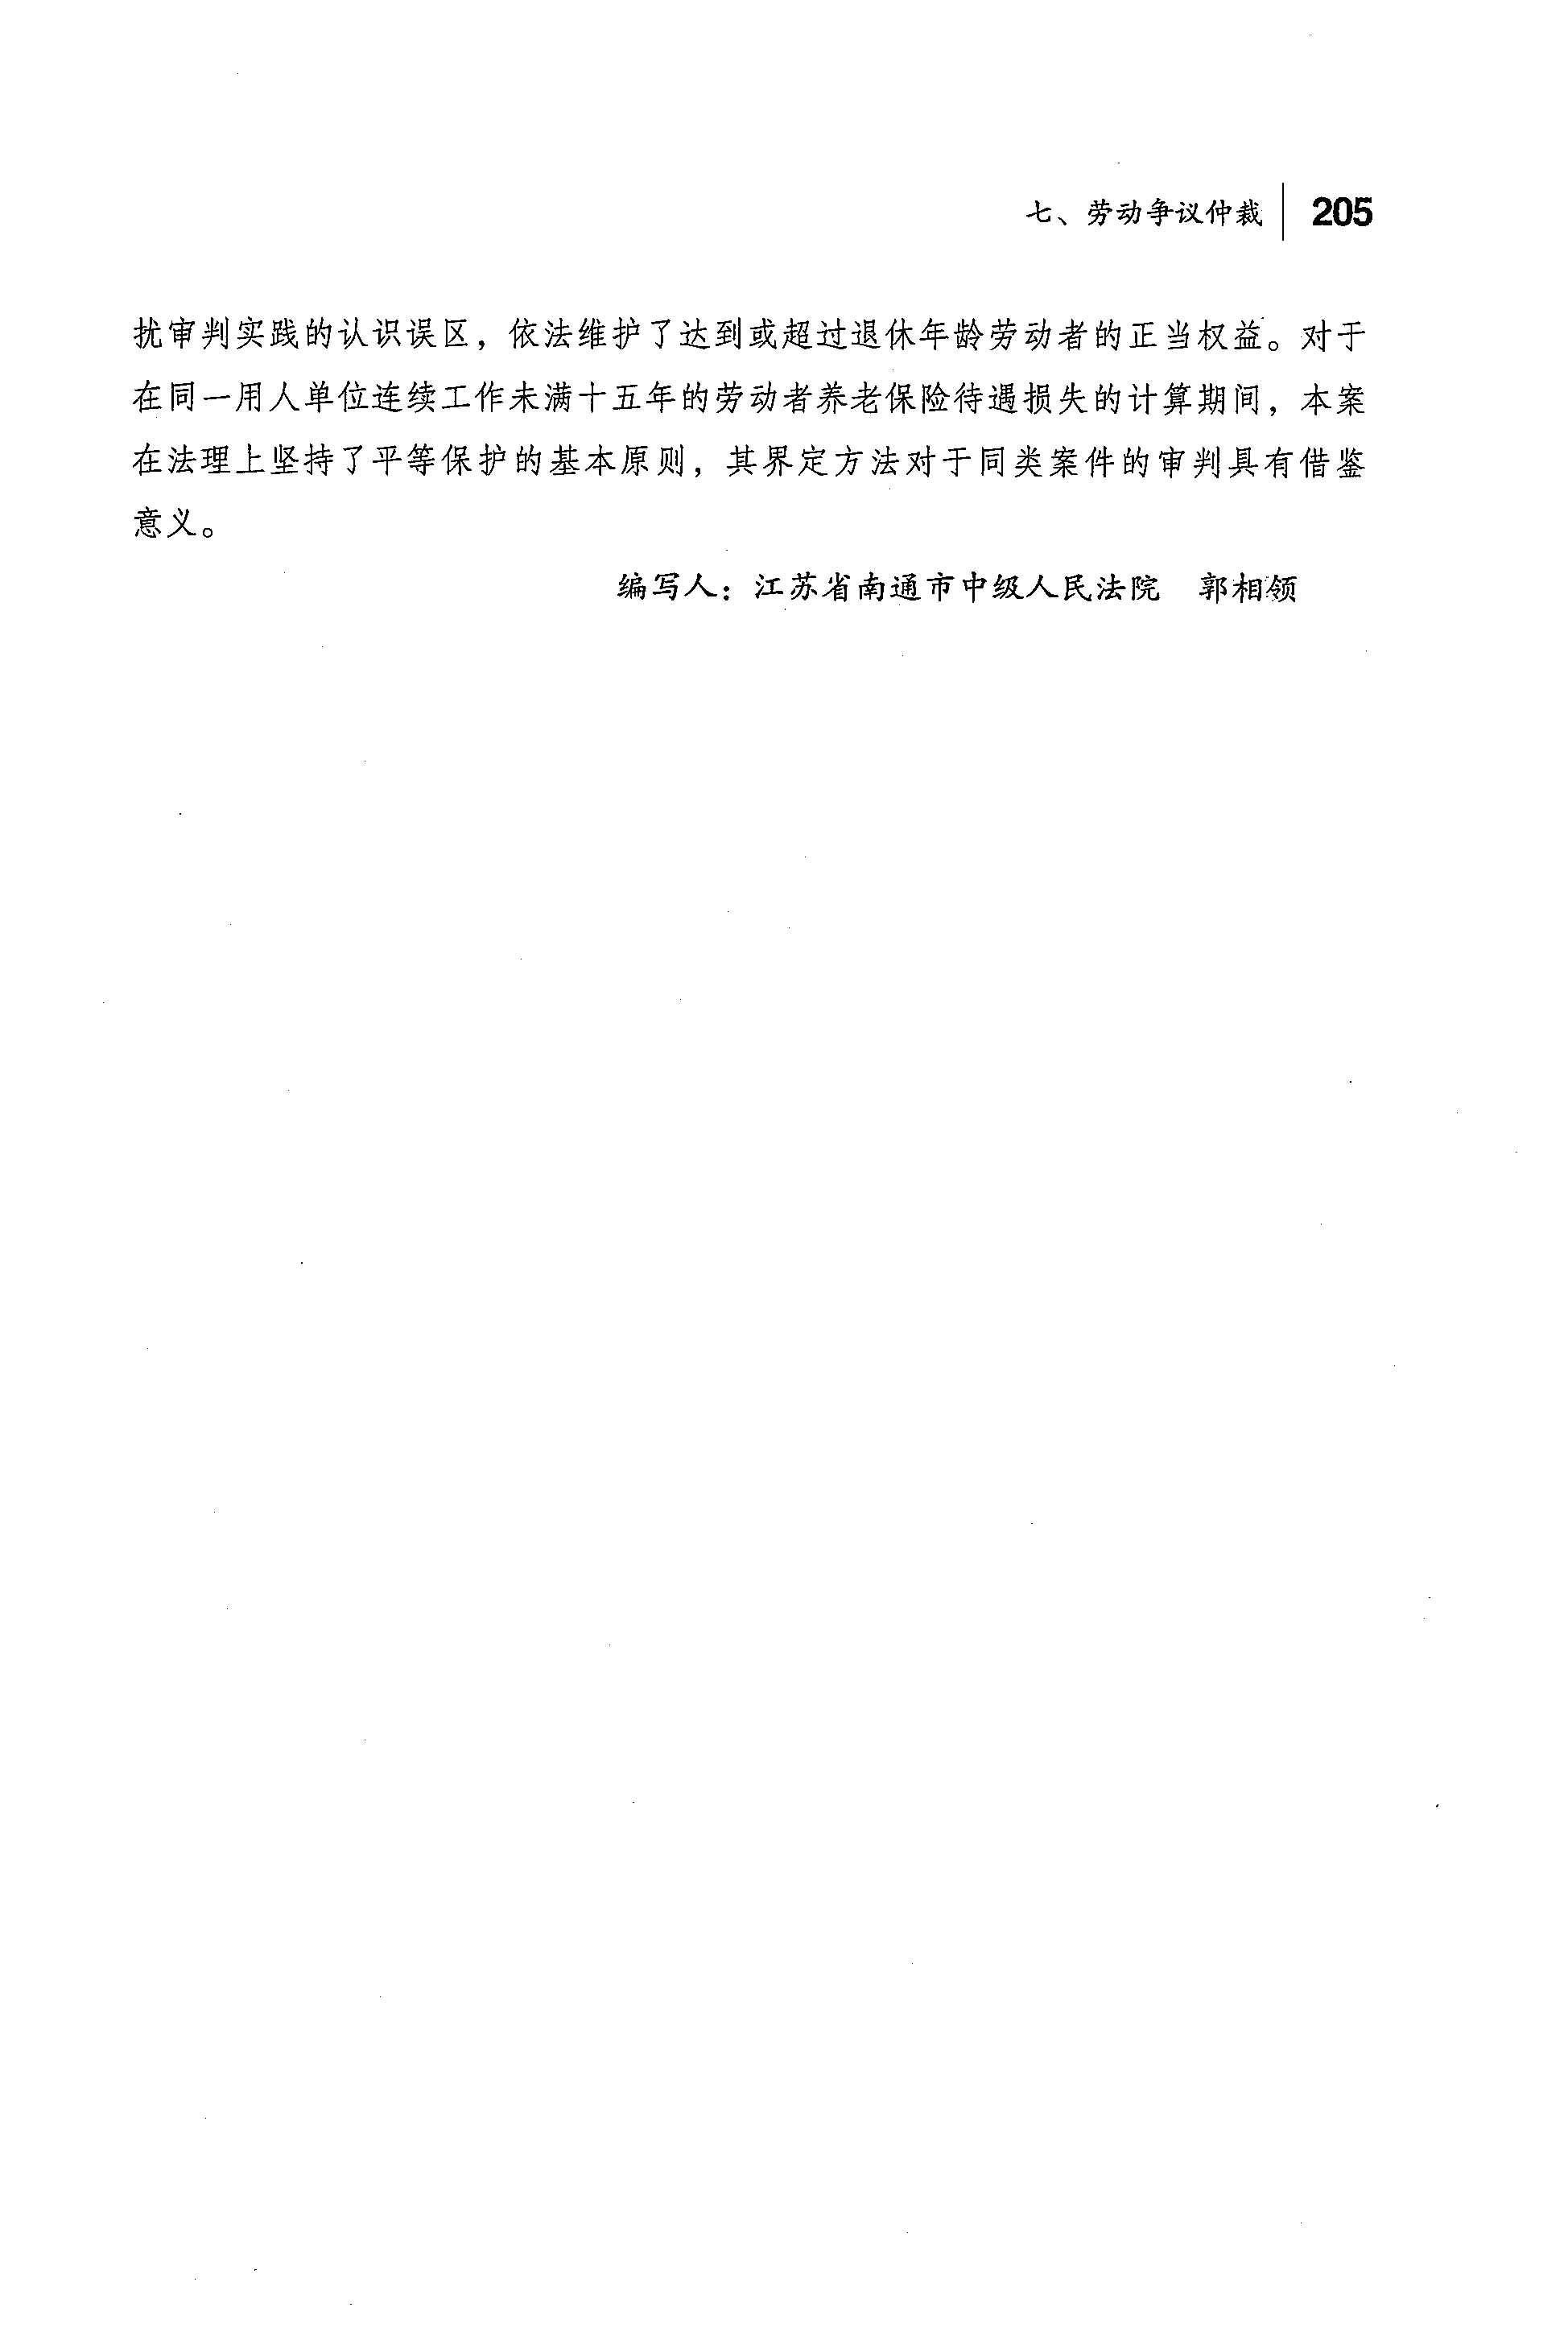 七、劳动争议仲裁 205
扰审判实践的认识误区，依法维护了达到或超过退休年龄劳动者的正当权益。对于
在同一用人单位连续工作未满十五年的劳动者养老保险待遇损失的计算期间，本案
在法理上坚持了平等保护的基本原则，其界定方法对于同类案件的审判具有借鉴
意义。
编写人：江苏省南通市中级人民法院 郭相领